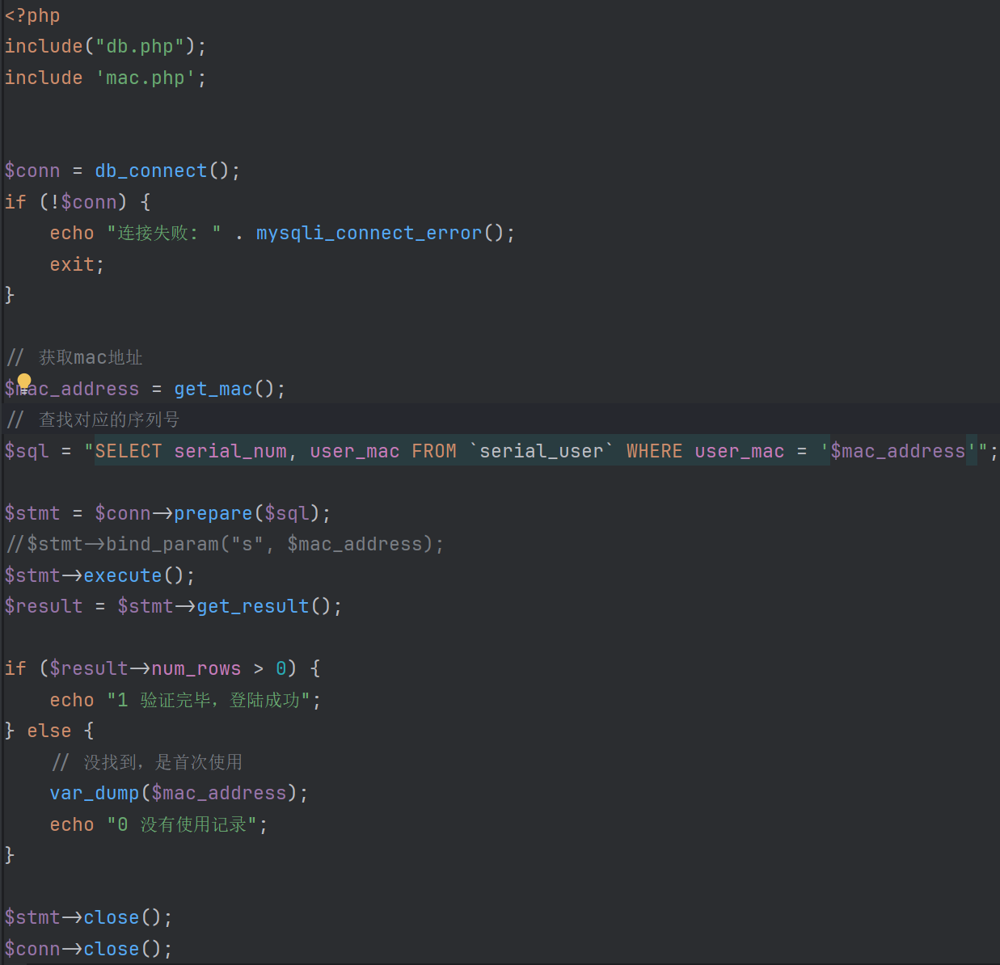 <?php
include("db.php");
include 'mac.php';
$conn = db_connect();
if (!$conn) {
    echo "连接失败: " . mysqli_connect_error();
    exit;
}
// 获取mac地址
$mac_address = get_mac();
// 查找对应的序列号
$sql = "SELECT serial_num, user_mac FROM `serial_user` WHERE user_mac = '$mac_address'";
$stmt = $conn->prepare($sql);
//$stmt->bind_param("s", $mac_address);
$stmt->execute();
$result = $stmt->get_result();
if ($result->num_rows > 0) {
    echo "1 验证完毕，登陆成功";
} else {
    // 没找到，是首次使用
    var_dump($mac_address);
    echo "0 没有使用记录";
}
$stmt->close();
$conn->close();